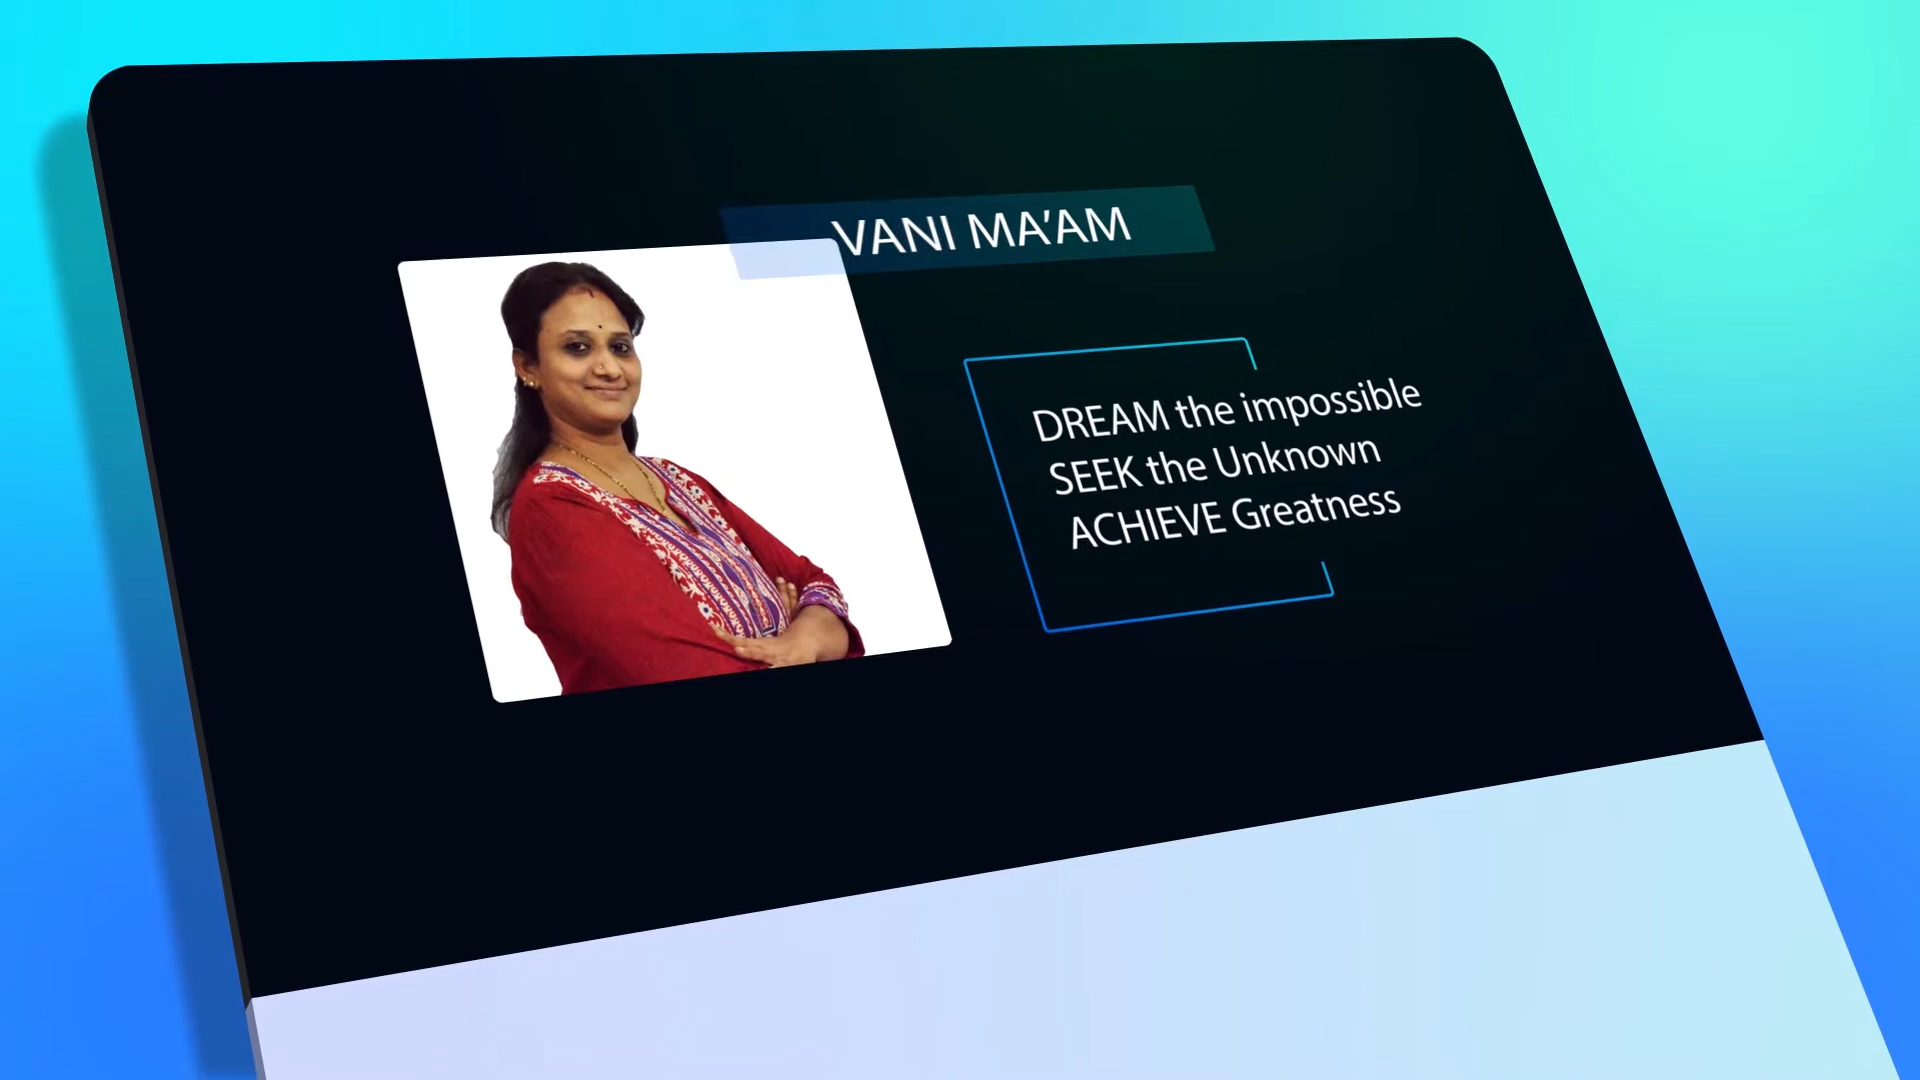 VANI MA’AM
DREAM the impossible
SEEK the Unknown
ACHIEVE Greatness